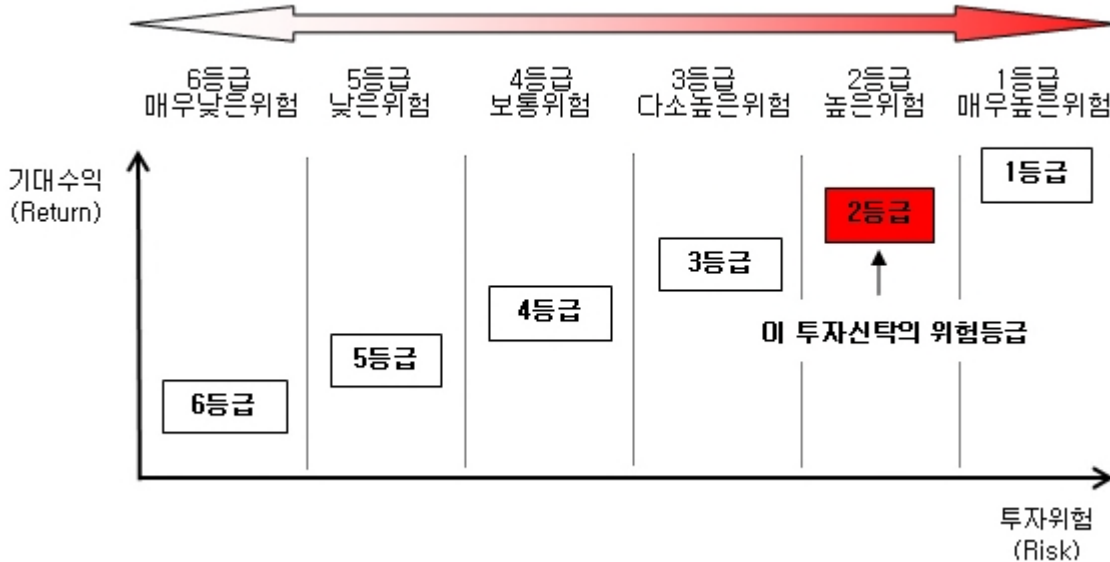 6등급
매우낮은위험
5등급
낮은위험
4등급
보통위험
3등급
다소높은위험
2등급
높은위험
1등급
매우높은위험
기대수익
(Return)
1등급
2등급
3등급
4등급
이 투자신탁의 위험등급
5등급
6등급
투자위험
(Risk)